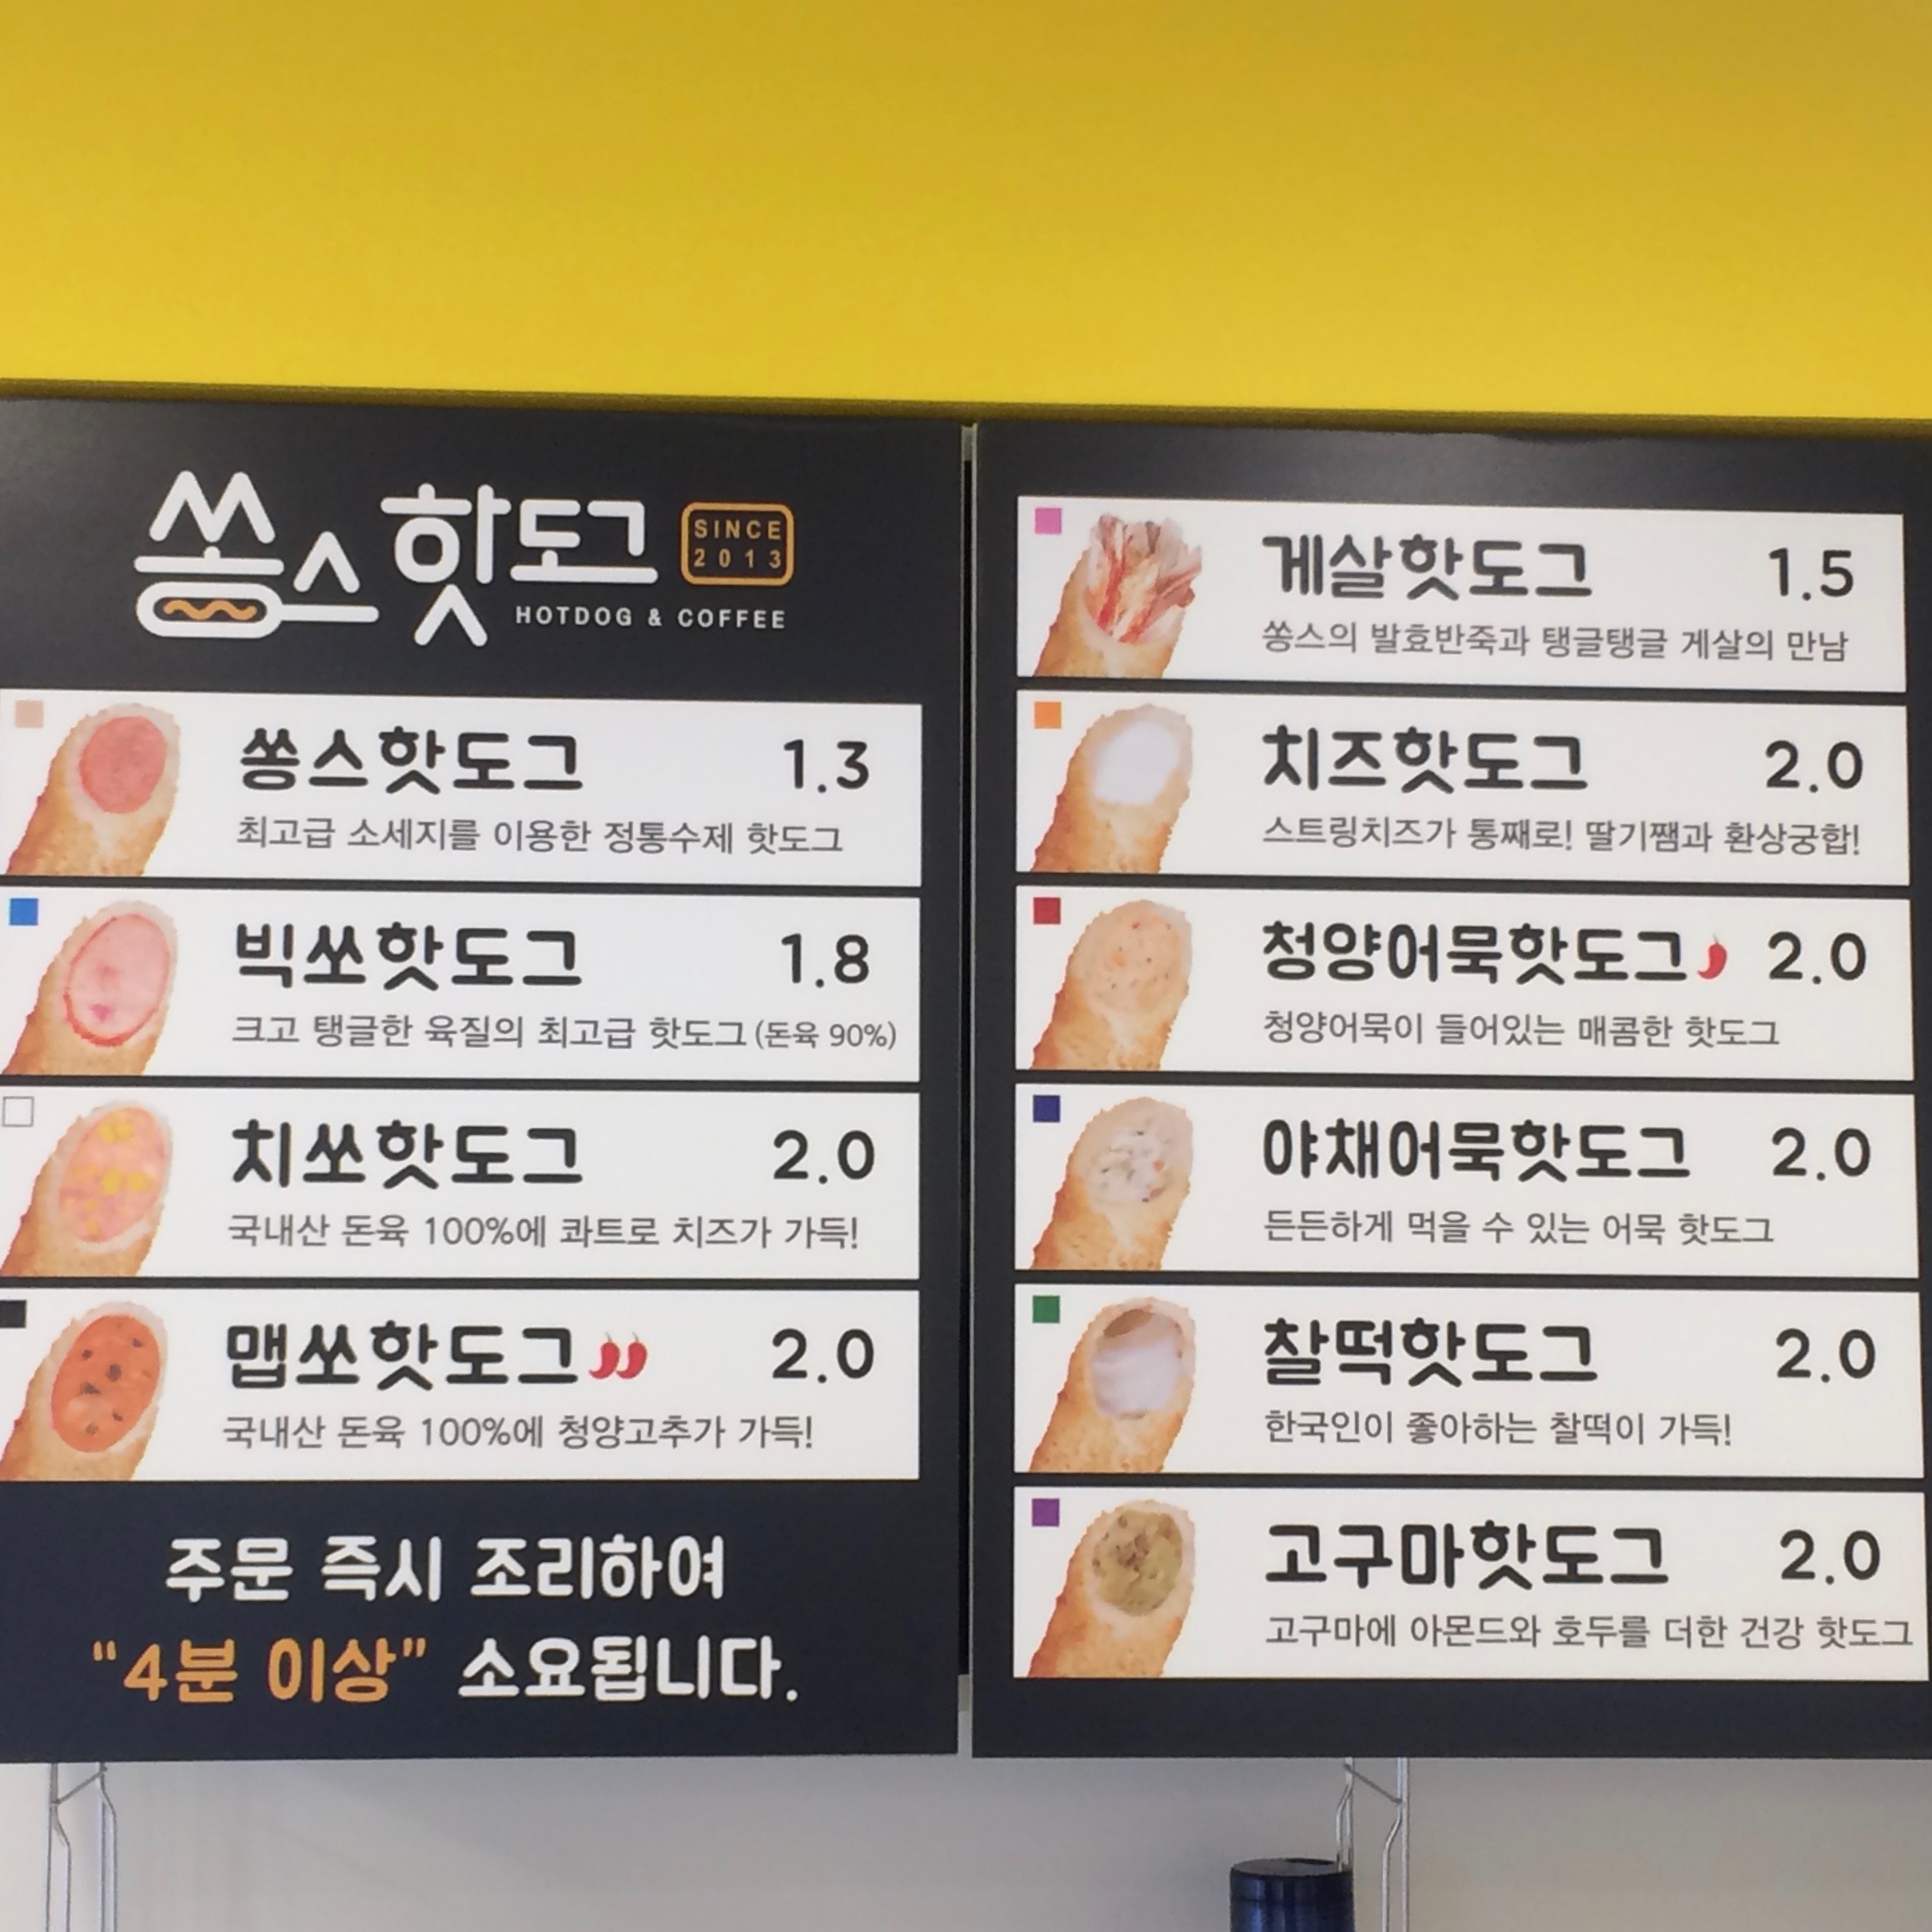 쏭스핫도그
SINCE
2013
HOTDOG & COFFEE
쏭스핫도그 1.3
최고급 소세지를 이용한 정통수제 핫도그
빅쏘핫도그 1.8
크고 탱글한 육질의 최고급 핫도그 (돈육 90%)
치쏘핫도그 2.0
국내산 돈육 100%에 콰트로 치즈가 가득!
맵쏘핫도그 2.0
국내산 돈육 100%에 청양고추가 가득!
주문 즉시 조리하여
“4분 이상” 소요됩니다.
게살핫도그 1.5
쏭스의 발효반죽과 탱글탱글 게살의 만남
치즈핫도그 2.0
스트링치즈가 통째로! 딸기쨈과 환상궁합!
청양어묵핫도그 2.0
청양어묵이 들어있는 매콤한 핫도그
야채어묵핫도그 2.0
든든하게 먹을 수 있는 어묵 핫도그
찰떡핫도그 2.0
한국인이 좋아하는 찰떡이 가득!
고구마핫도그 2.0
고구마에 아몬드와 호두를 더한 건강 핫도그